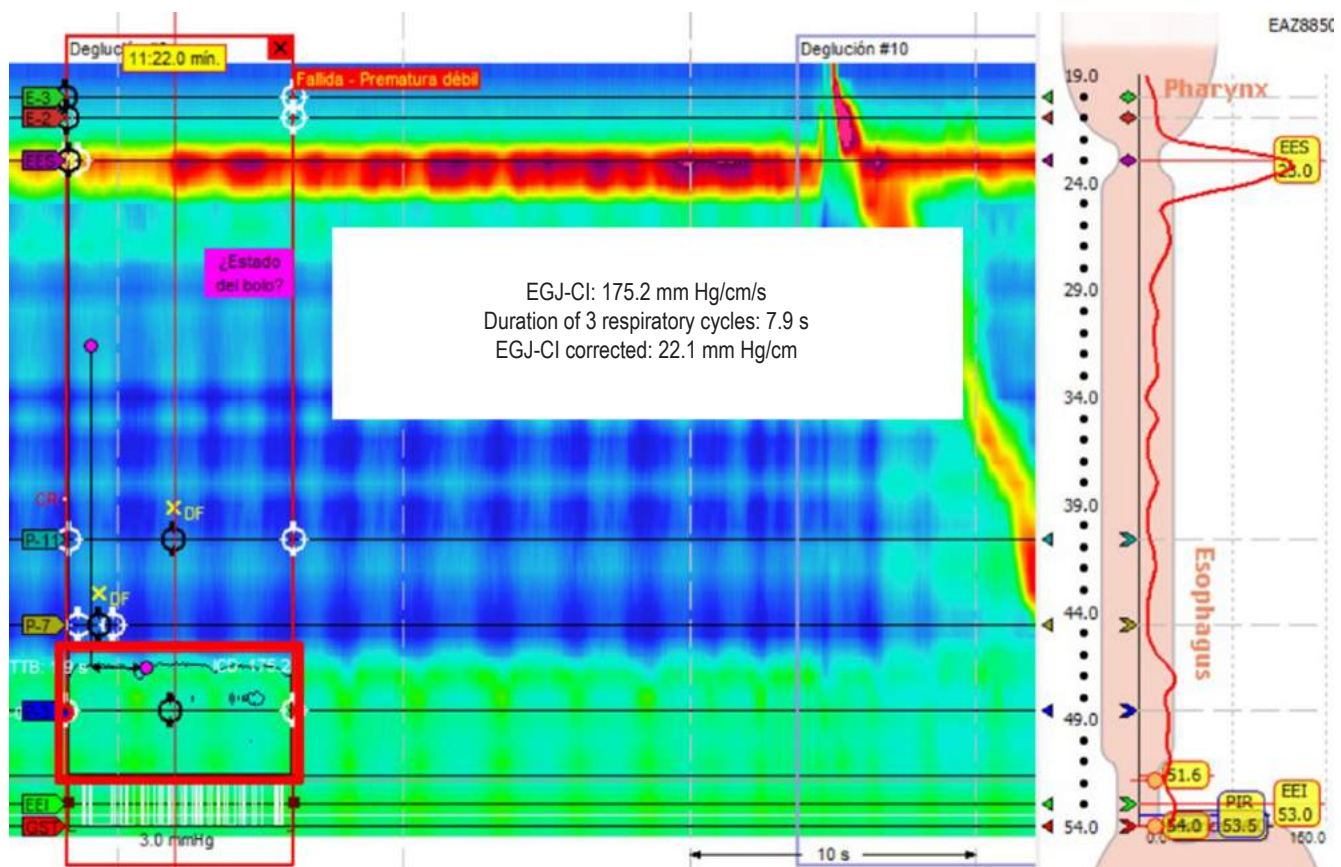 EAZ8850
Deglución #10
11:22.0 min.
Fallida - Prematura débil
E-3
E-2
EES
¿Estado
del bolo?
EGJ-CI: 175.2 mm Hg/cm/s
Duration of 3 respiratory cycles: 7.9 s
EGJ-CI corrected: 22.1 mm Hg/cm
CR
DF
P-11
DF
P-7
ICD: 175.2
EEI
GST
3.0 mmHg
10 s
19.0
24.0
29.0
34.0
39.0
44.0
49.0
54.0
Pharynx
EES
23.0
Esophagus
51.6
EEI
53.0
PIR
53.5
54.0
0.0